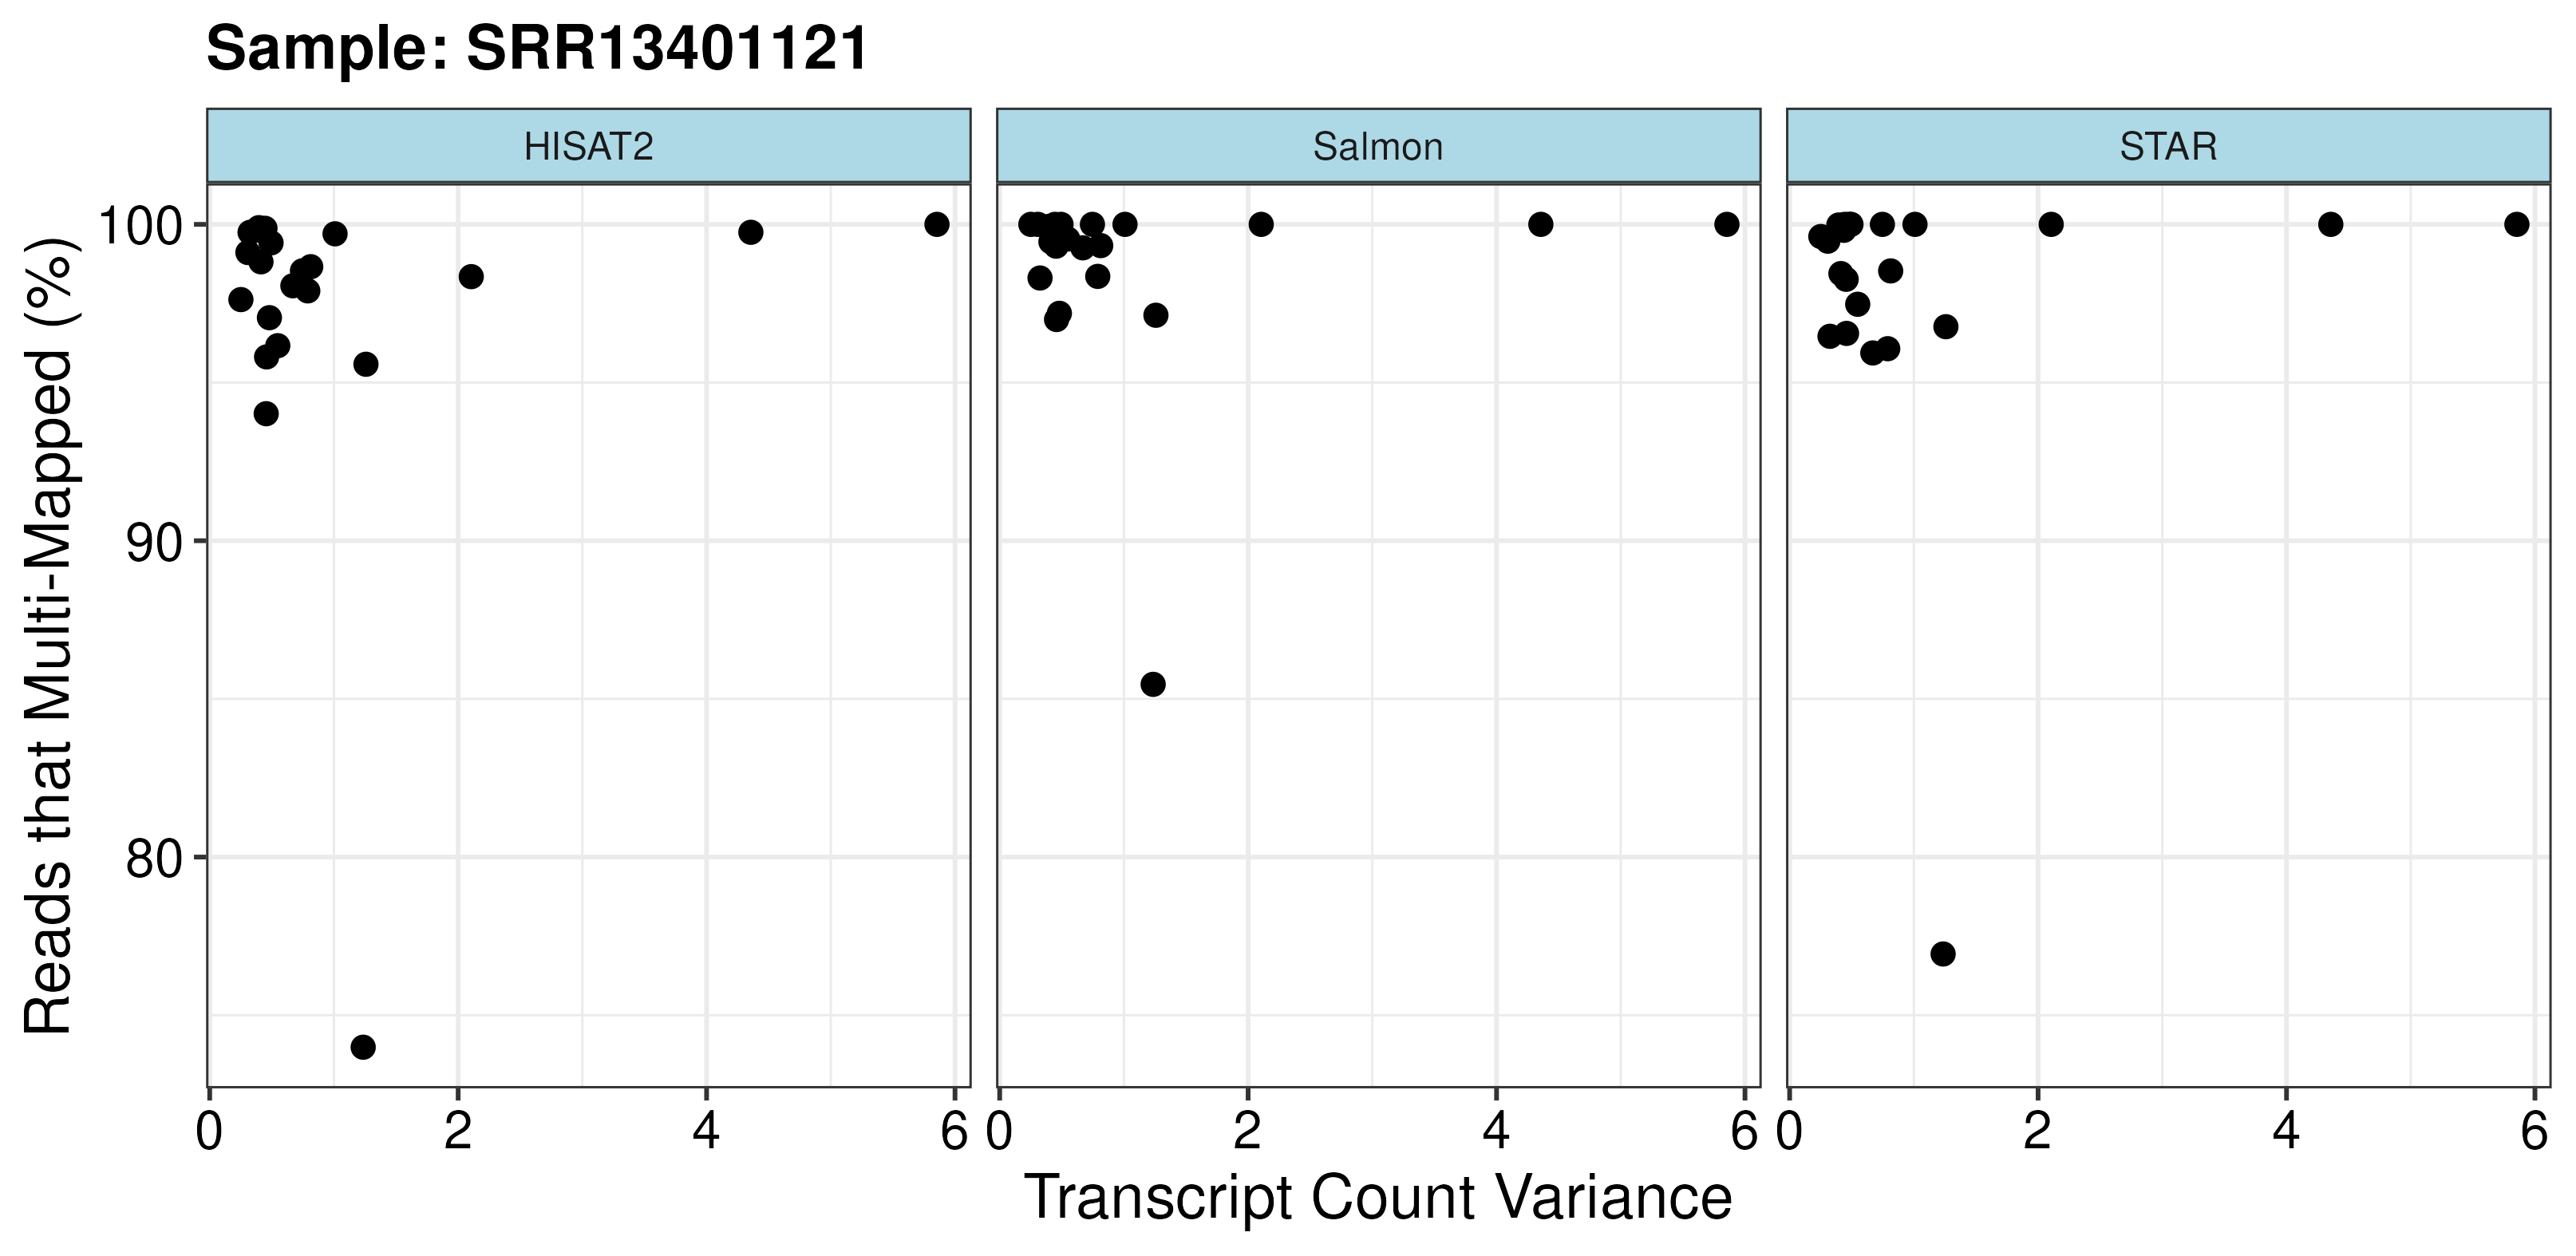 Sample: SRR13401121
HISAT2 Salmon STAR
Reads that Multi-Mapped (%)
100
90
80
0 2 4 6 0 2 4 6 0 2 4 6
Transcript Count Variance